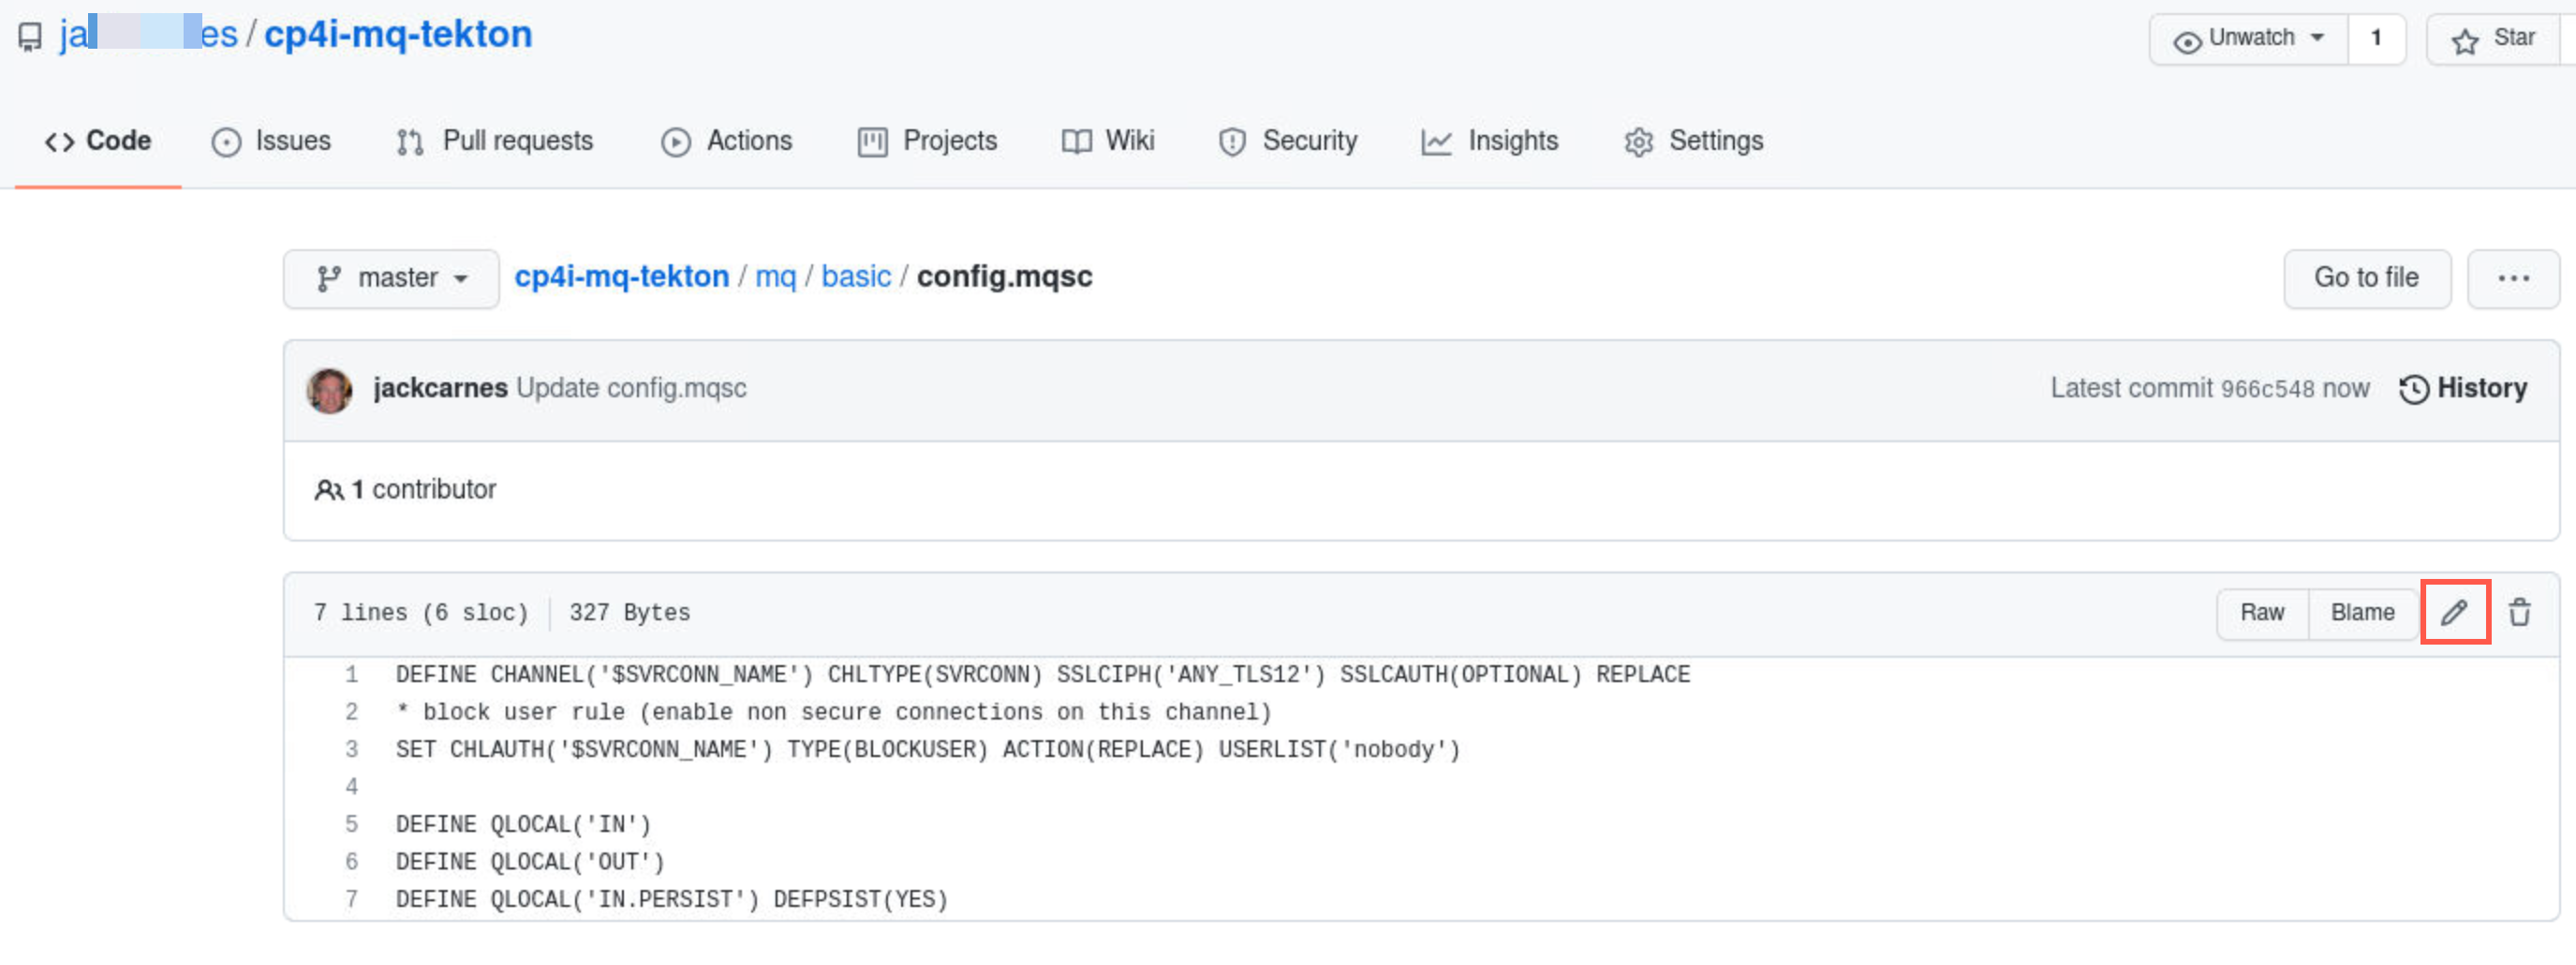 ja es / cp4i-mq-tekton
Unwatch 1 Star
Code Issues Pull requests Actions Projects Wiki Security Insights Settings
master cp4i-mq-tekton / mq / basic / config.mqsc Go to file ...
jackcarnes Update config.mqsc Latest commit 966c548 now History
1 contributor
7 lines (6 sloc) 327 Bytes Raw Blame
1 DEFINE CHANNEL('$SVRCONN_NAME') CHLTYPE(SVRCONN) SSLCIPH('ANY_TLS12') SSLCAUTH(OPTIONAL) REPLACE
2 * block user rule (enable non secure connections on this channel)
3 SET CHLAUTH('$SVRCONN_NAME') TYPE(BLOCKUSER) ACTION(REPLACE) USERLIST('nobody')
4
5 DEFINE QLOCAL('IN')
6 DEFINE QLOCAL('OUT')
7 DEFINE QLOCAL('IN.PERSIST') DEFPSIST(YES)